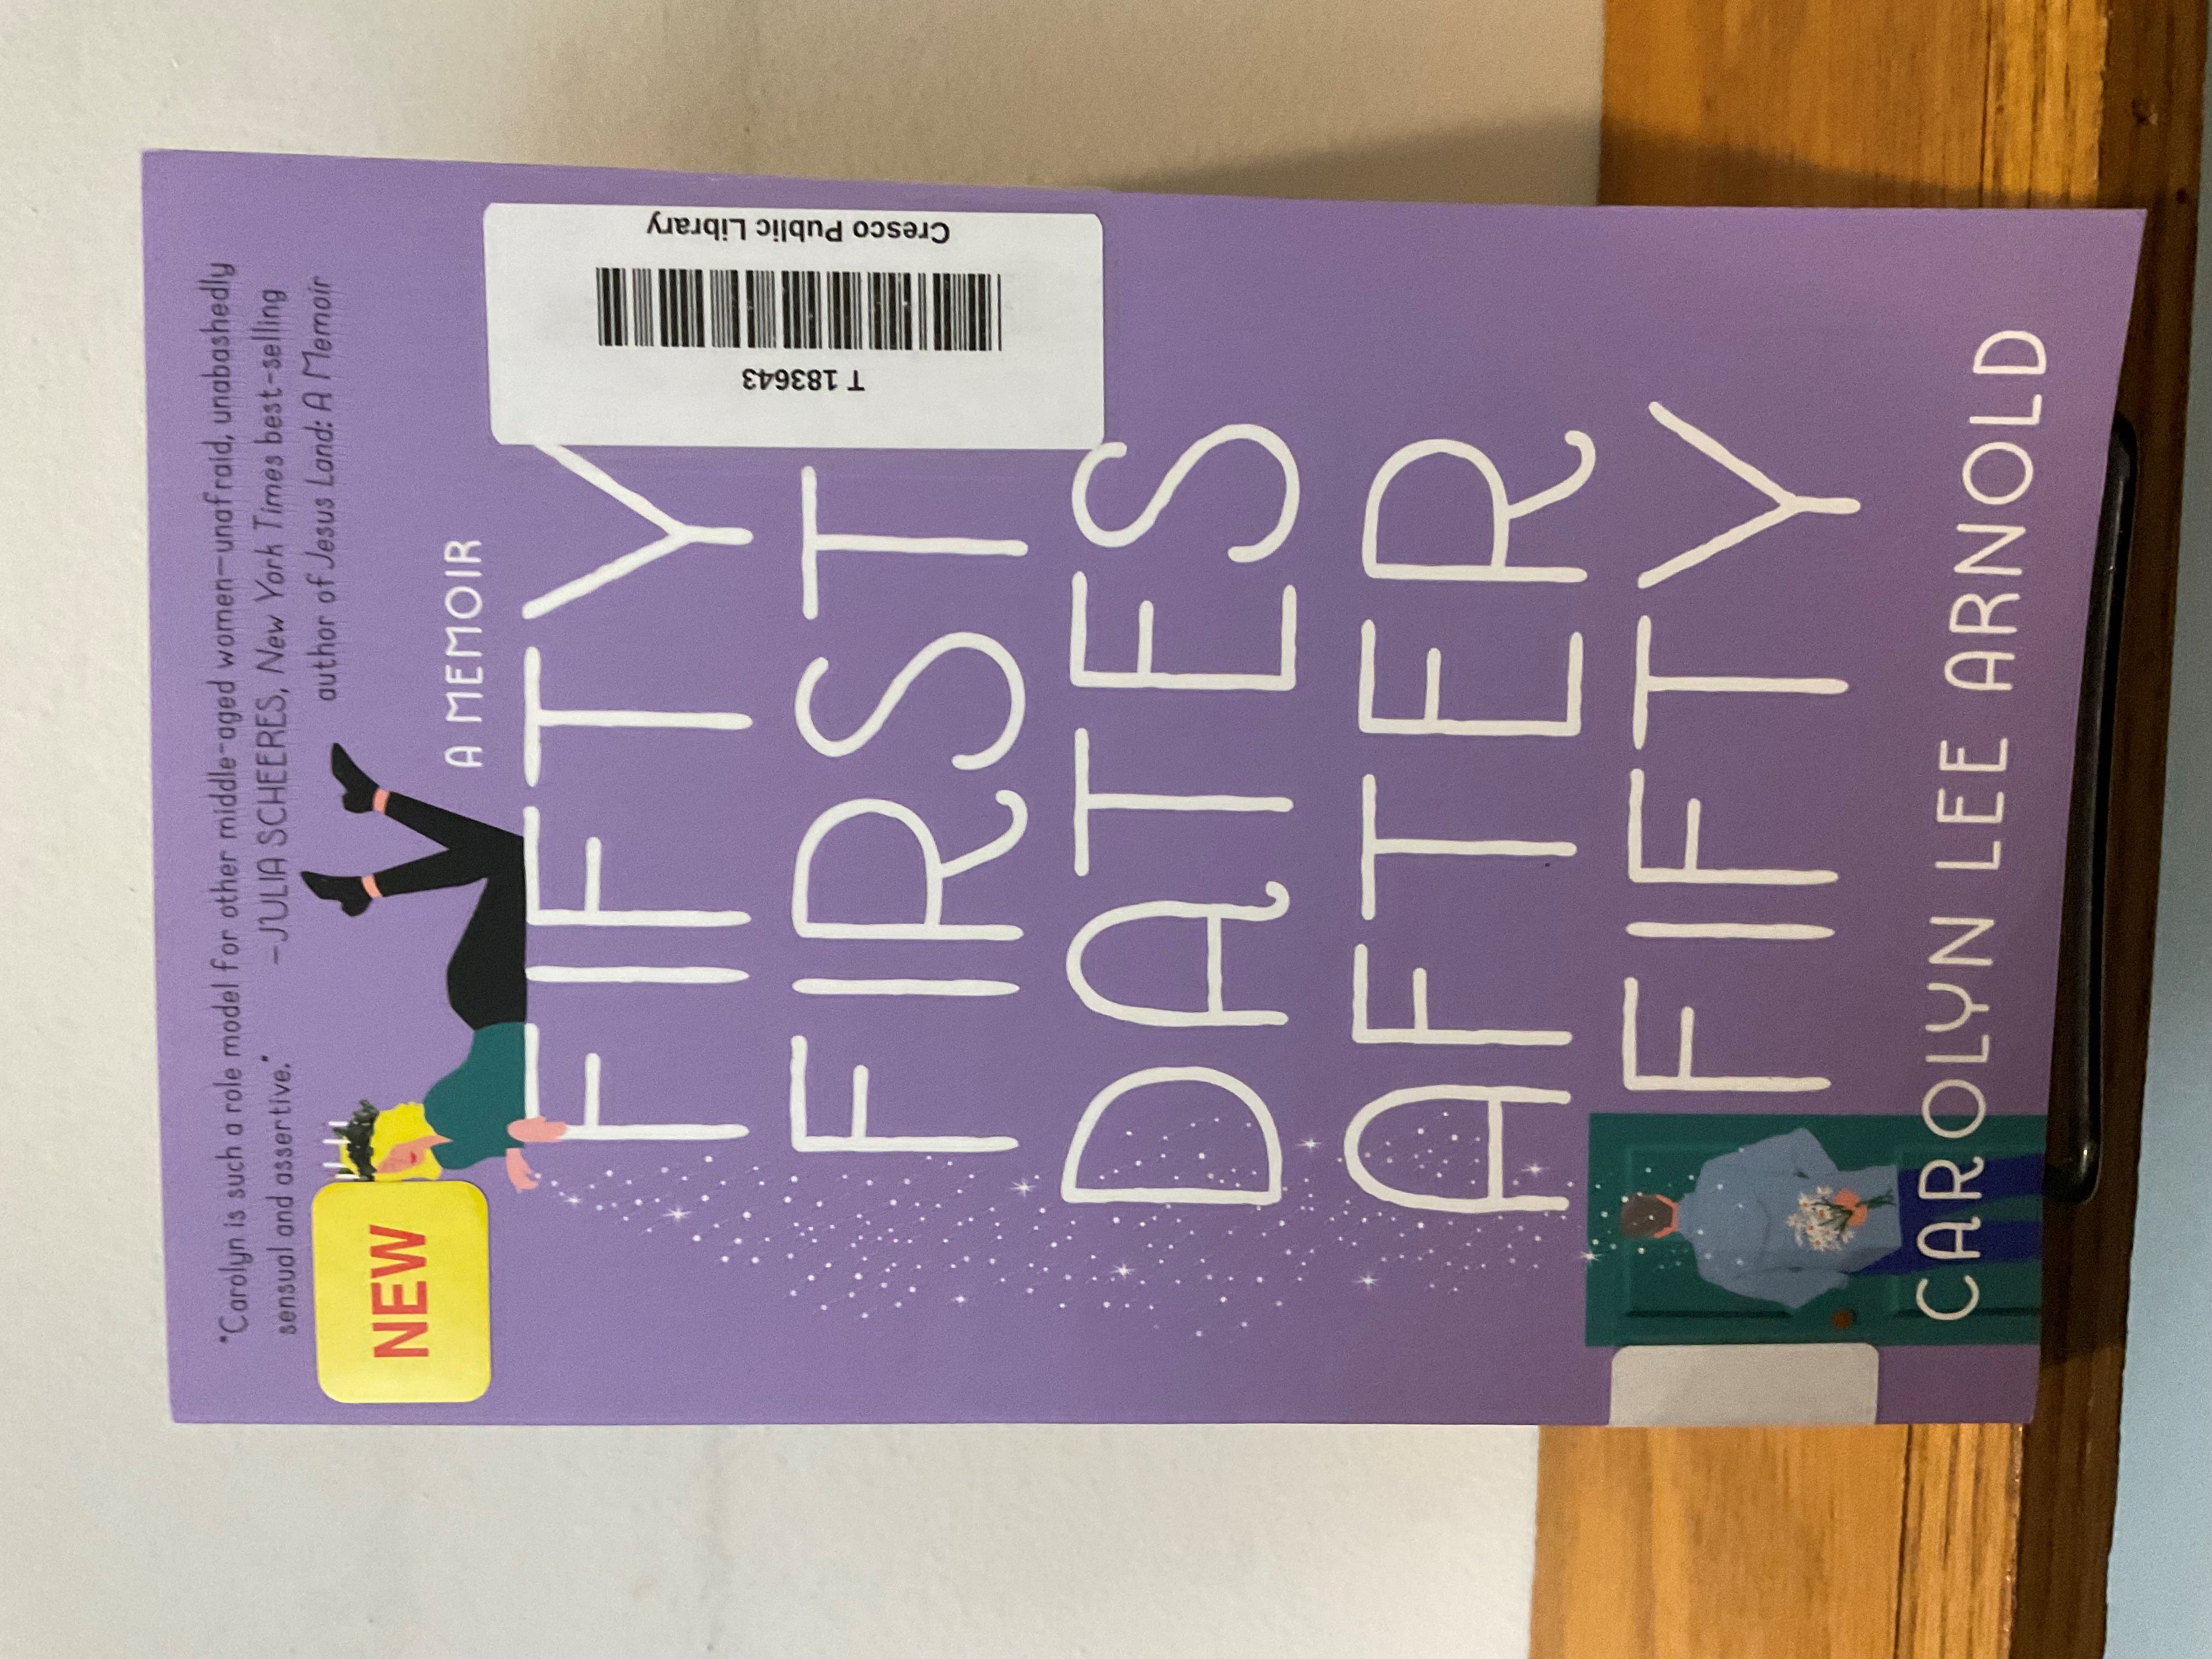 "Carolyn is such a role model for other middle-aged women—unafraid, unabashedly
sensual and assertive."
—JULIA SCHEERES, New York Times best-selling
author of Jesus Land: A Memoir
NEW
A MEMOIR
FIFTY
FIRST
DATES
AFTER
FIFTY
CAROLYN LEE ARNOLD
Cresco Public Library
T 183643